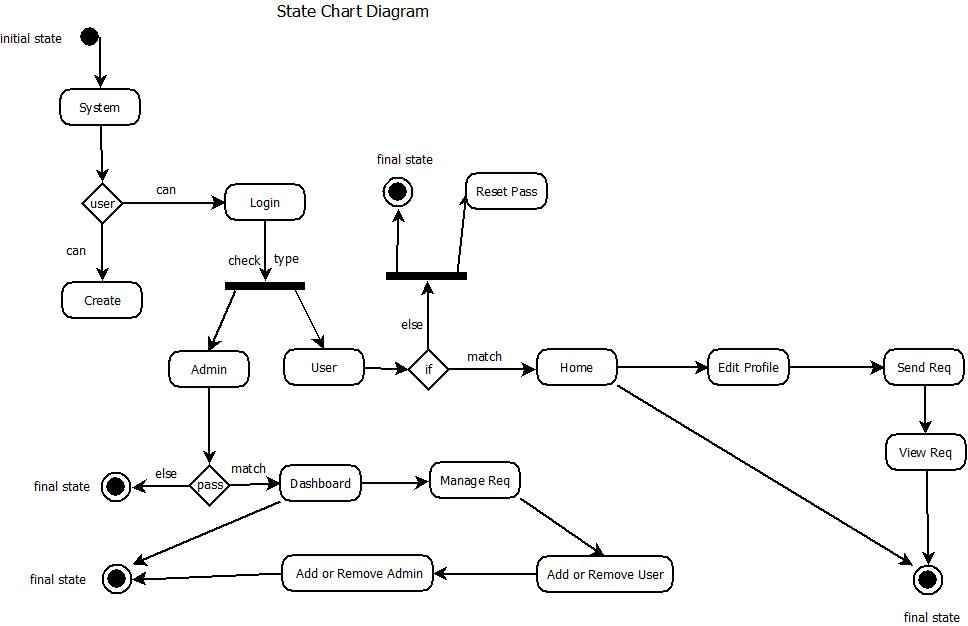 State Chart Diagram
initial state
System
final state
Reset Pass
can
user
Login
can
check type
Create
else
match
Admin
User
if
Home
Edit Profile
Send Req
View Req
else
match
final state
pass
Dashboard
Manage Req
final state
Add or Remove Admin
Add or Remove User
final state